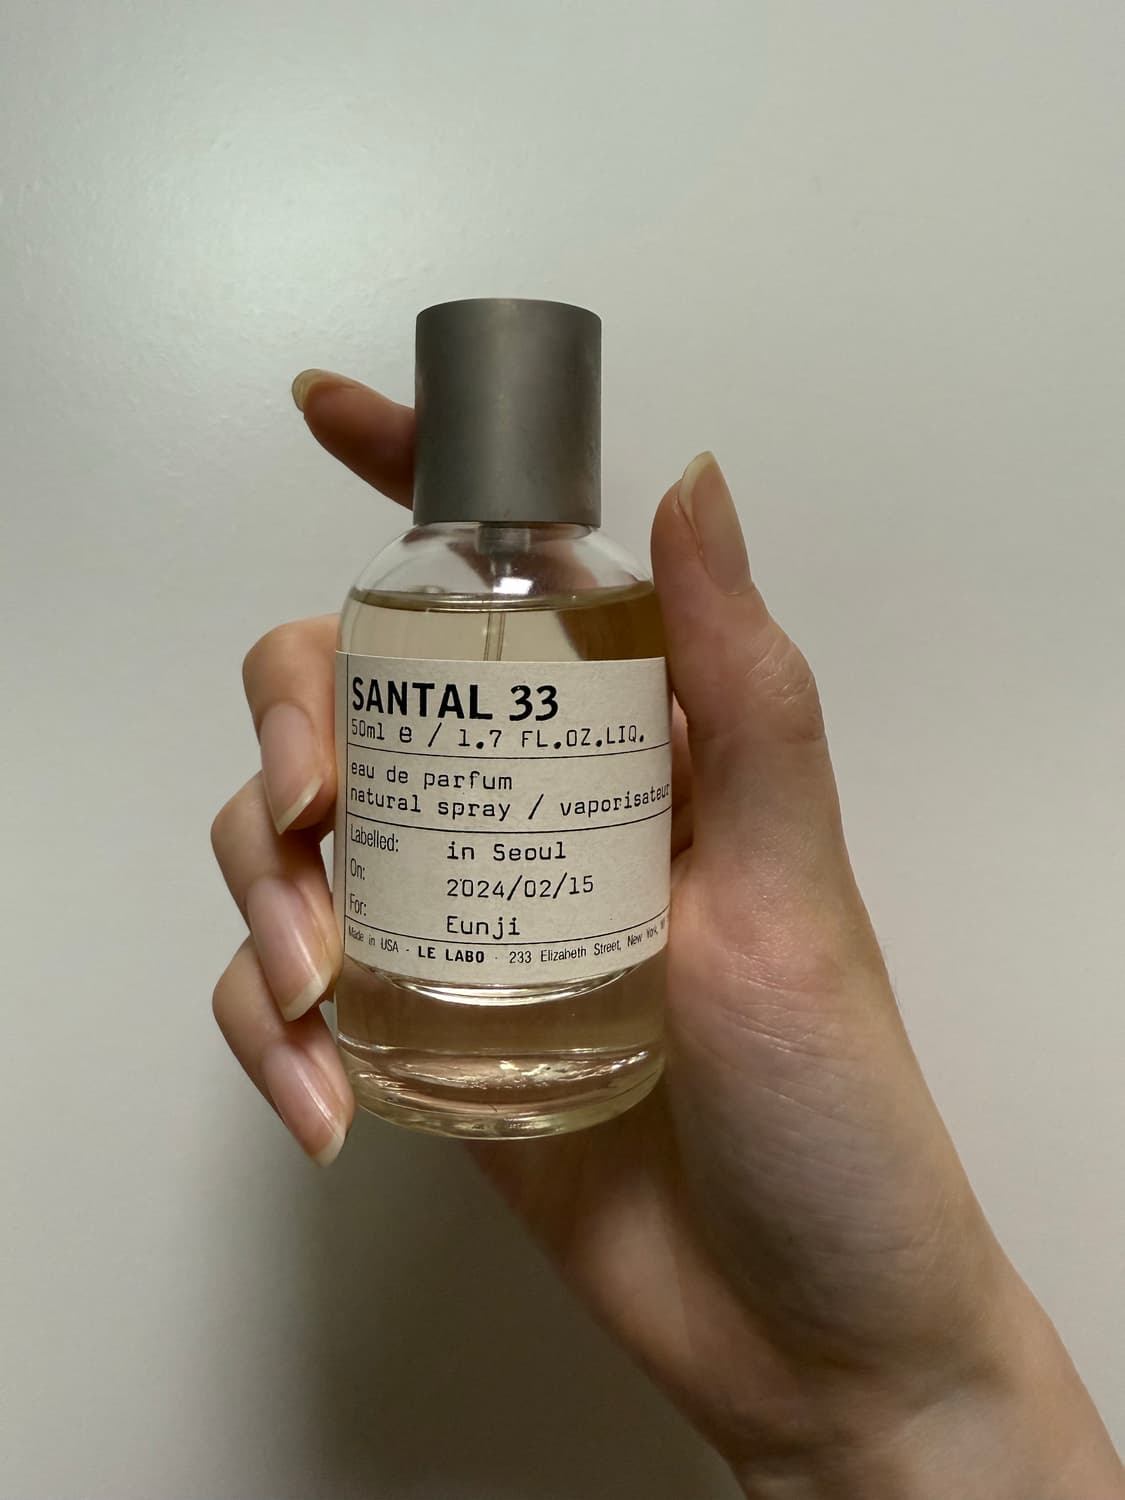 SANTAL 33
50ml e / 1.7 FL.OZ.LIQ.
eau de parfum
natural spray / vaporisateur
Labelled: in Seoul
On: 2024/02/15
For: Eunji
Made in USA - LE LABO - 233 Elizabeth Street, New York,